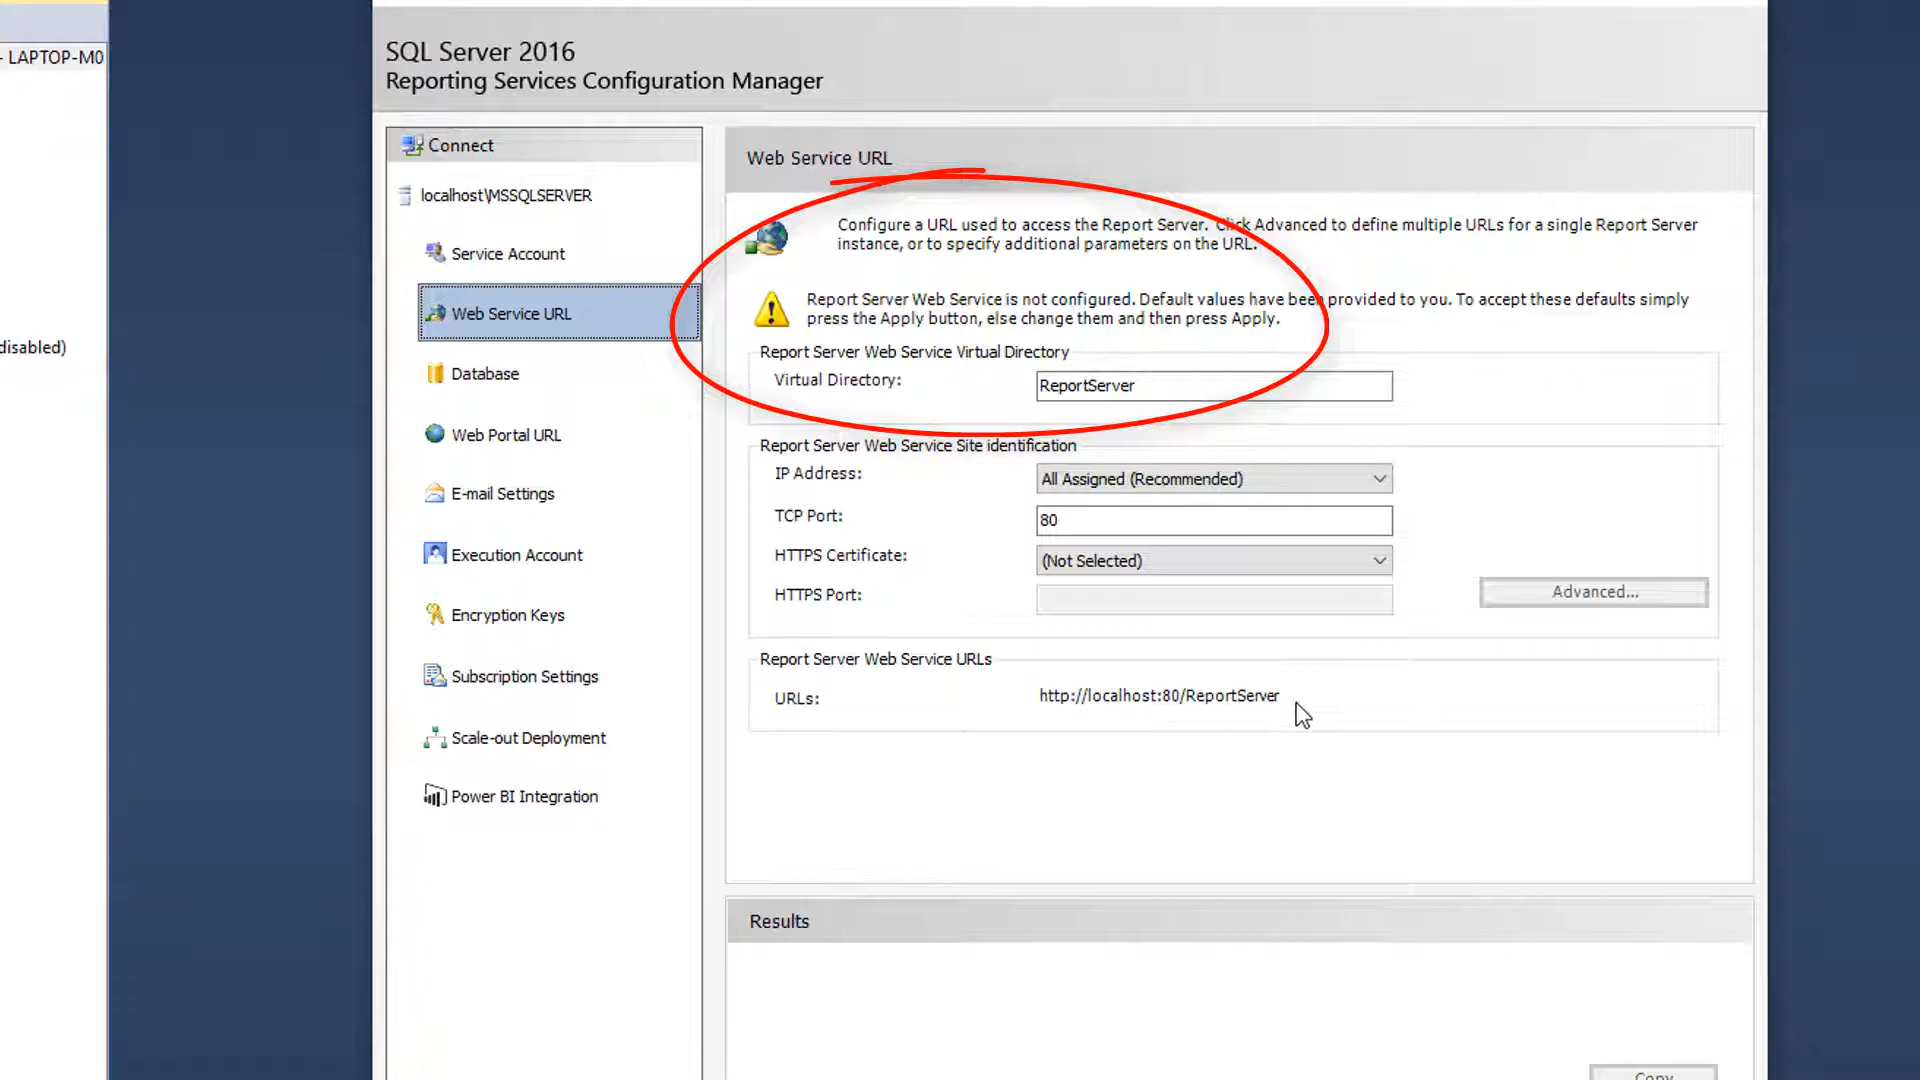 - LAPTOP-M0
disabled)
SQL Server 2016
Reporting Services Configuration Manager
Connect
localhost\MSSQLSERVER
Service Account
Web Service URL
Database
Web Portal URL
E-mail Settings
Execution Account
Encryption Keys
Subscription Settings
Scale-out Deployment
Power BI Integration
Web Service URL
Configure a URL used to access the Report Server. Click Advanced to define multiple URLs for a single Report Server
instance, or to specify additional parameters on the URL.
Report Server Web Service is not configured. Default values have been provided to you. To accept these defaults simply
press the Apply button, else change them and then press Apply.
Report Server Web Service Virtual Directory
Virtual Directory: ReportServer
Report Server Web Service Site identification
IP Address: All Assigned (Recommended)
TCP Port: 80
HTTPS Certificate: (Not Selected)
HTTPS Port:
Advanced...
Report Server Web Service URLs
URLs: http://localhost:80/ReportServer
Results
Copy